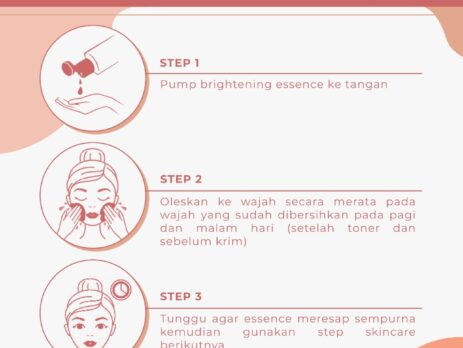 STEP 1
Pump brightening essence ke tangan
STEP 2
Oleskan ke wajah secara merata pada
wajah yang sudah dibersihkan pada pagi
dan malam hari (setelah toner dan
sebelum krim)
STEP 3
Tunggu agar essence meresap sempurna
kemudian gunakan step skincare
berikutnya